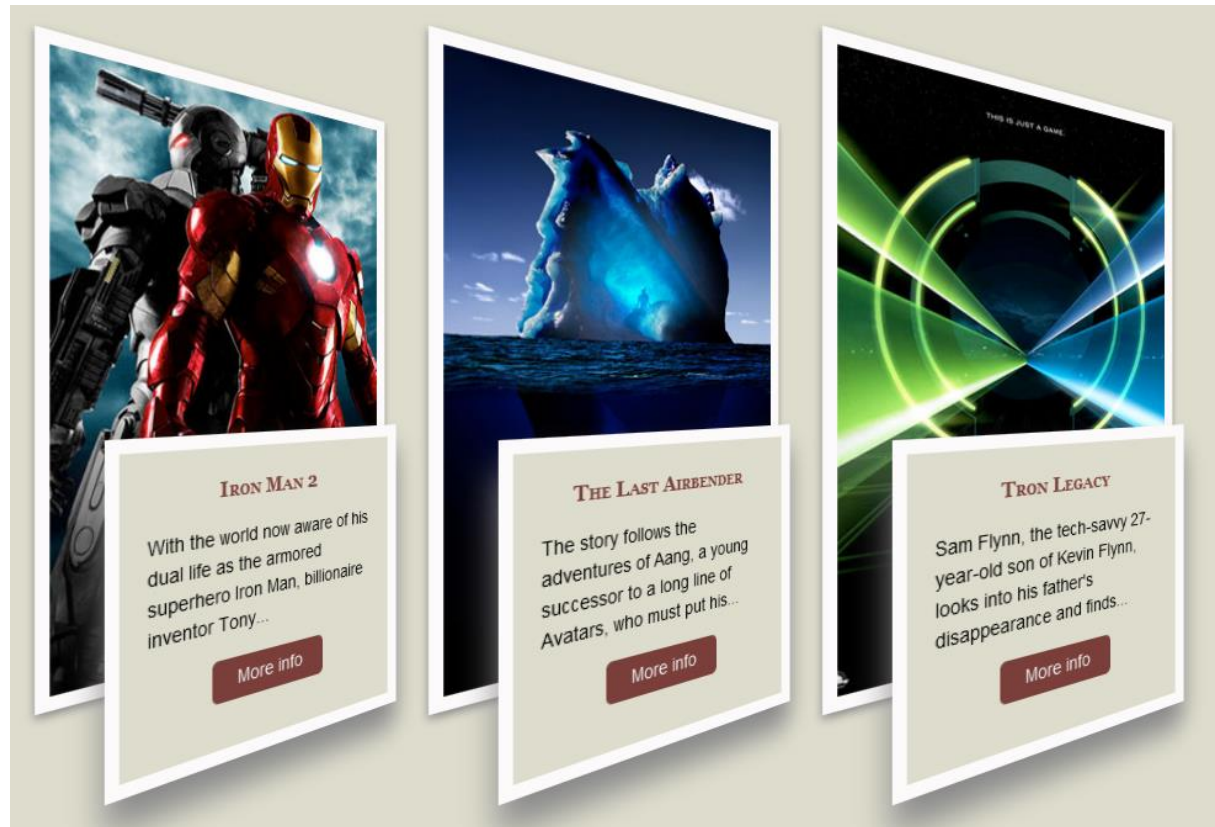 THIS IS JUST A GAME.
Iron Man 2
With the world now aware of his
dual life as the armored
superhero Iron Man, billionaire
inventor Tony...
More info
The Last Airbender
The story follows the
adventures of Aang, a young
successor to a long line of
Avatars, who must put his...
More info
Tron Legacy
Sam Flynn, the tech-savvy 27-
year-old son of Kevin Flynn,
looks into his father's
disappearance and finds...
More info